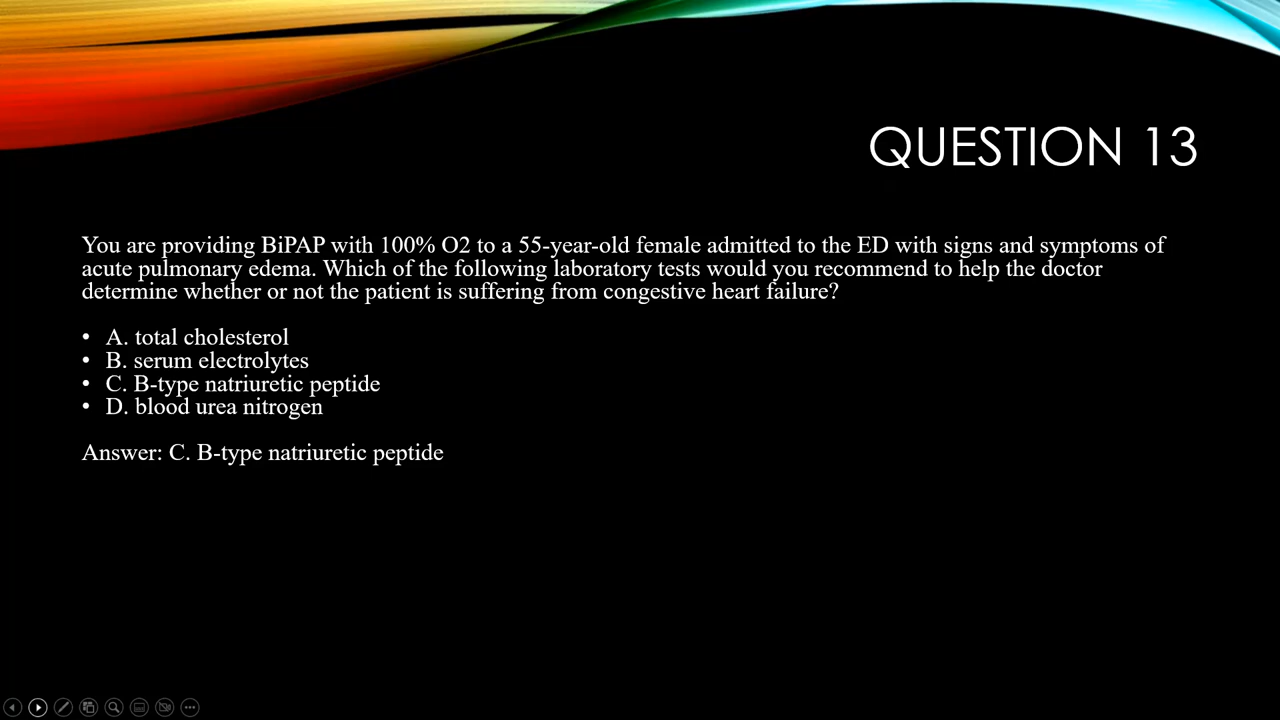 QUESTION 13
You are providing BiPAP with 100% O2 to a 55-year-old female admitted to the ED with signs and symptoms of
acute pulmonary edema. Which of the following laboratory tests would you recommend to help the doctor
determine whether or not the patient is suffering from congestive heart failure?
• A. total cholesterol
• B. serum electrolytes
• C. B-type natriuretic peptide
• D. blood urea nitrogen
Answer: C. B-type natriuretic peptide